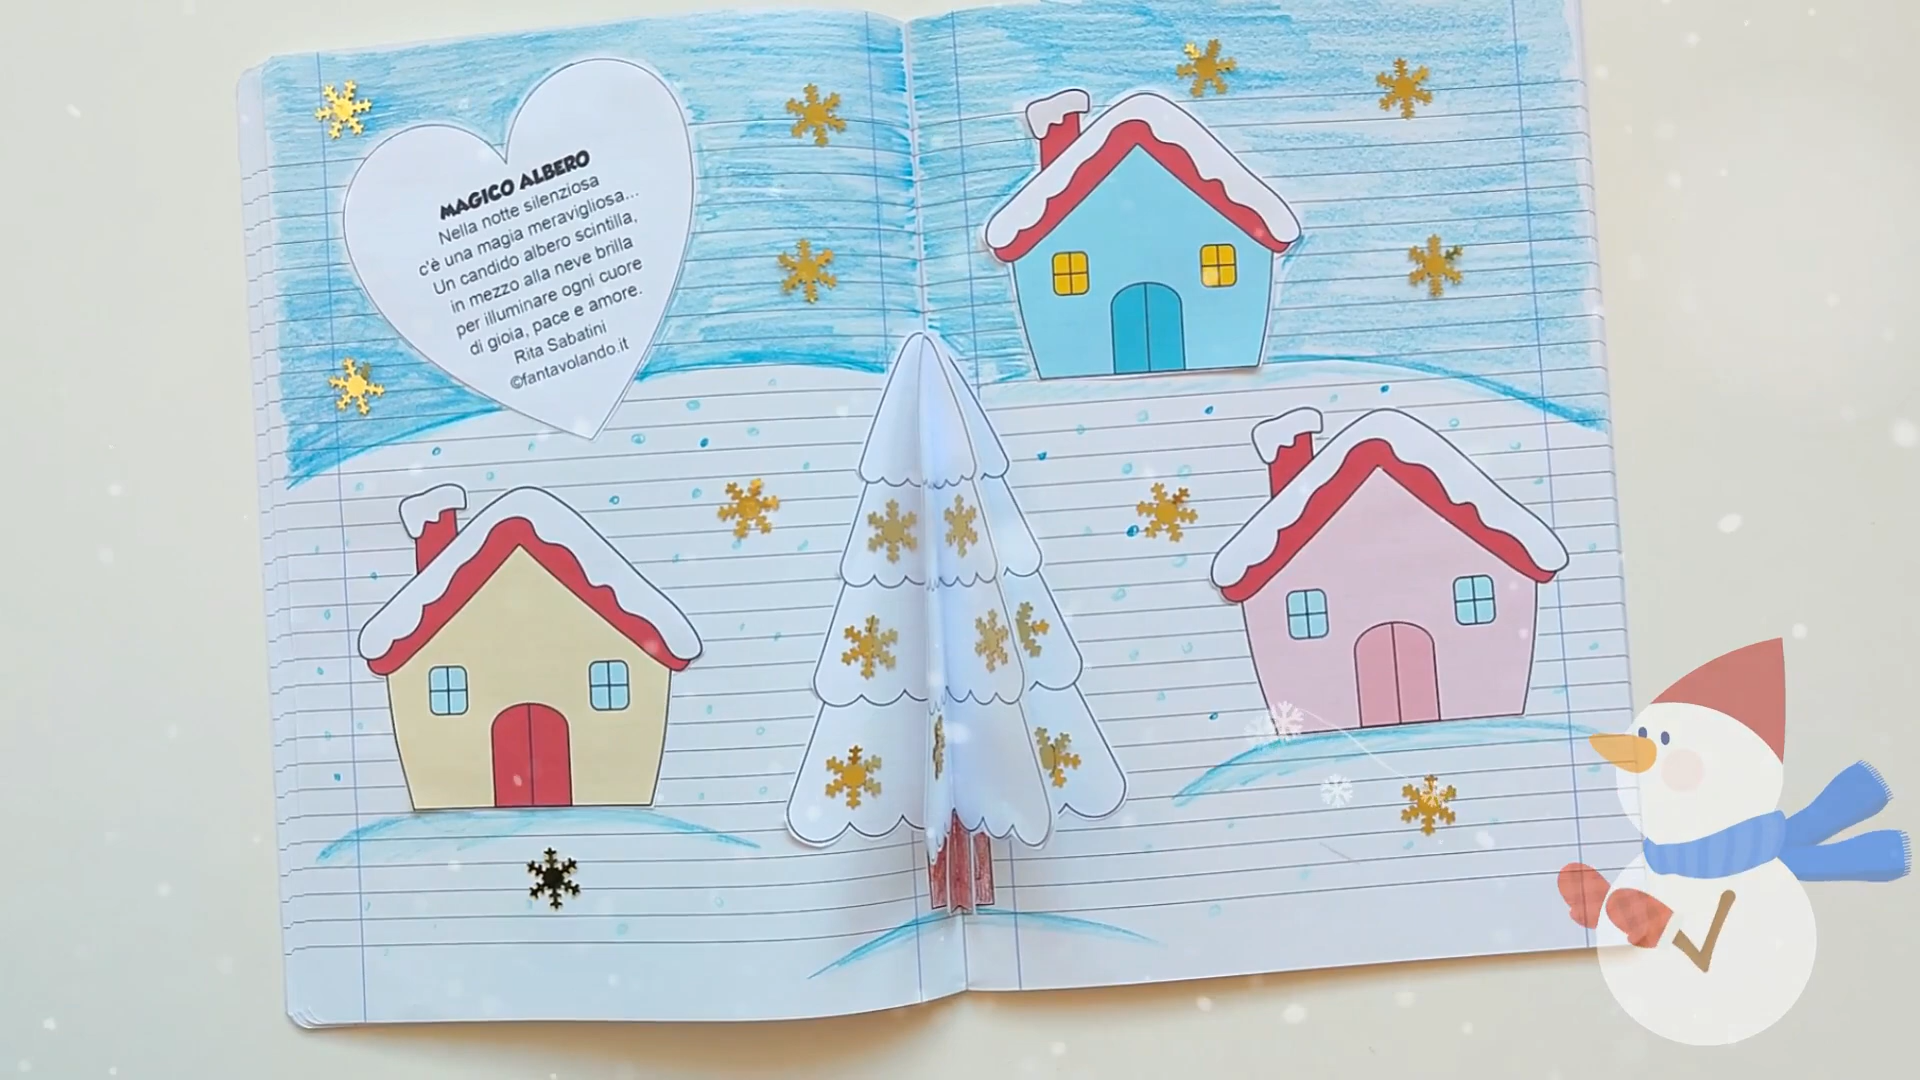 MAGICO ALBERO
Nella notte silenziosa
c'è una magia meravigliosa...
Un candido albero scintilla,
in mezzo alla neve brilla
per illuminare ogni cuore
di gioia, pace e amore.
Rita Sabatini
©fantavolando.it